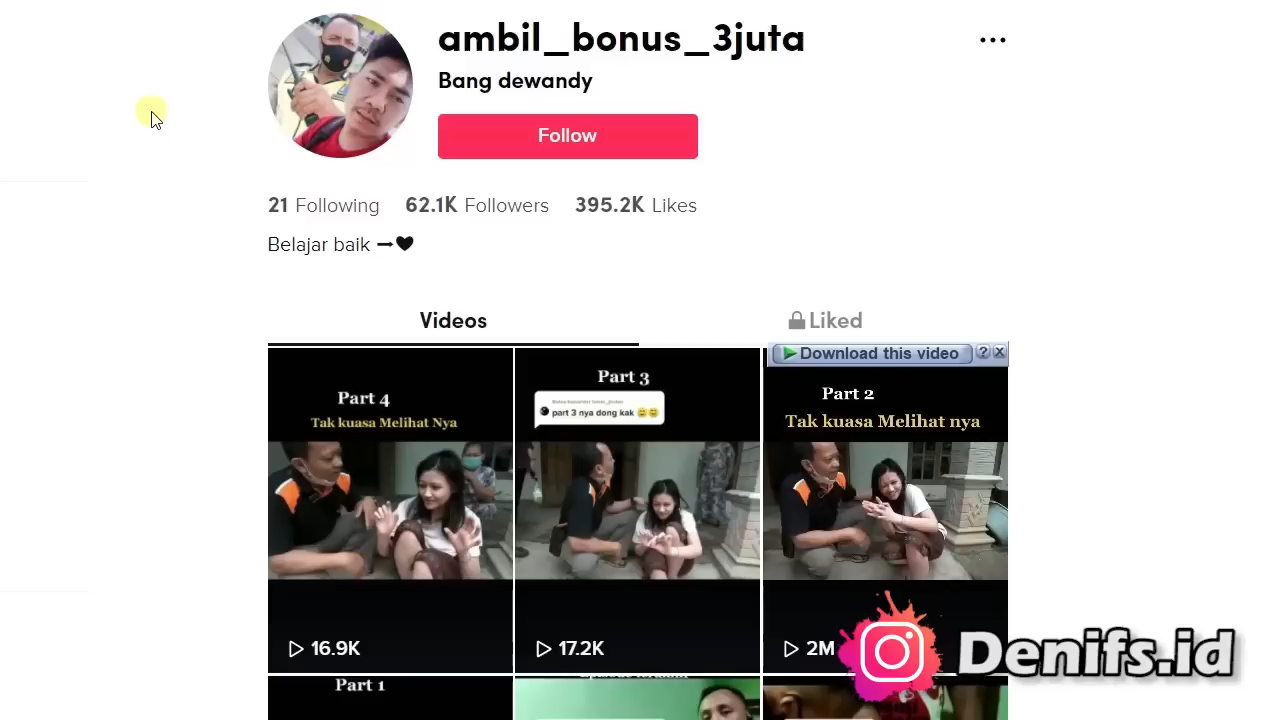 ambil_bonus_3juta
Bang dewandy
Follow
21 Following 62.1K Followers 395.2K Likes
Belajar baik
Videos
Liked
Download this video ? X
Part 4
Tak kuasa Melihat Nya
16.9K
Part 3
part 3 nya dong kak
17.2K
Part 2
Tak kuasa Melihat nya
2M
Part 1
Denifs.id